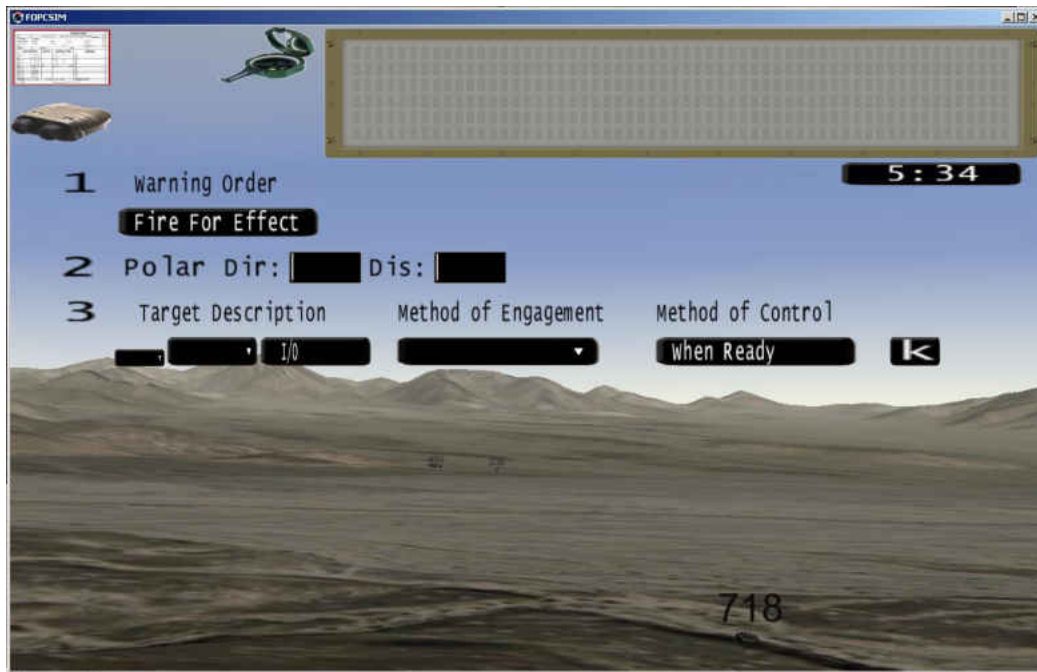 FOPCSIM
5:34
1 Warning Order
Fire For Effect
2 Polar Dir: Dis:
3 Target Description Method of Engagement Method of Control
I/O When Ready K
718